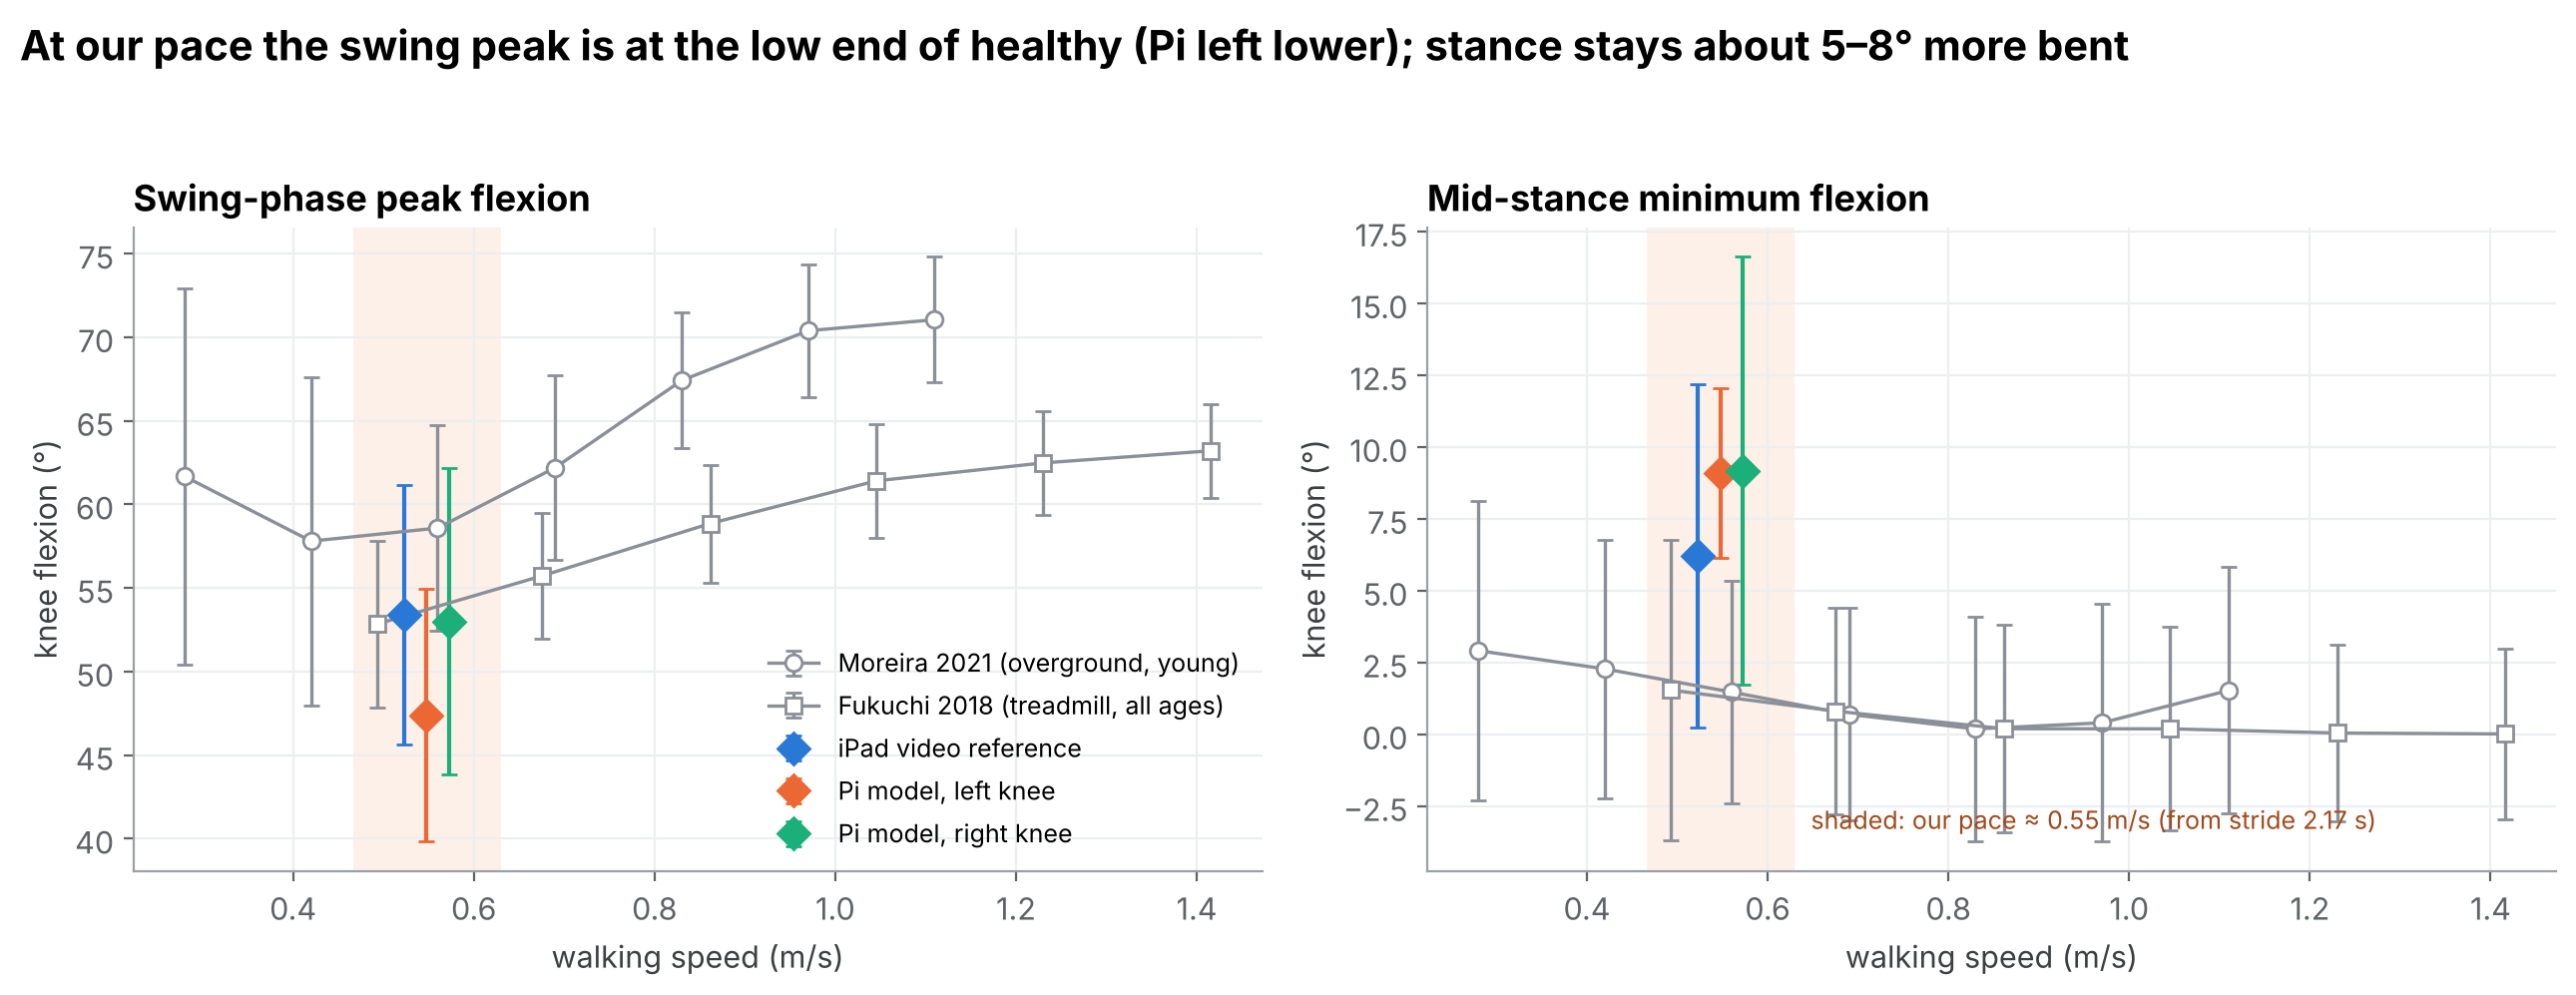 At our pace the swing peak is at the low end of healthy (Pi left lower); stance stays about 5–8° more bent
Swing-phase peak flexion
75
70
65
60
55
50
45
40
knee flexion (°)
0.4 0.6 0.8 1.0 1.2 1.4
walking speed (m/s)
Moreira 2021 (overground, young)
Fukuchi 2018 (treadmill, all ages)
iPad video reference
Pi model, left knee
Pi model, right knee
Mid-stance minimum flexion
17.5
15.0
12.5
10.0
7.5
5.0
2.5
0.0
−2.5
knee flexion (°)
shaded: our pace ≈ 0.55 m/s (from stride 2.17 s)
0.4 0.6 0.8 1.0 1.2 1.4
walking speed (m/s)